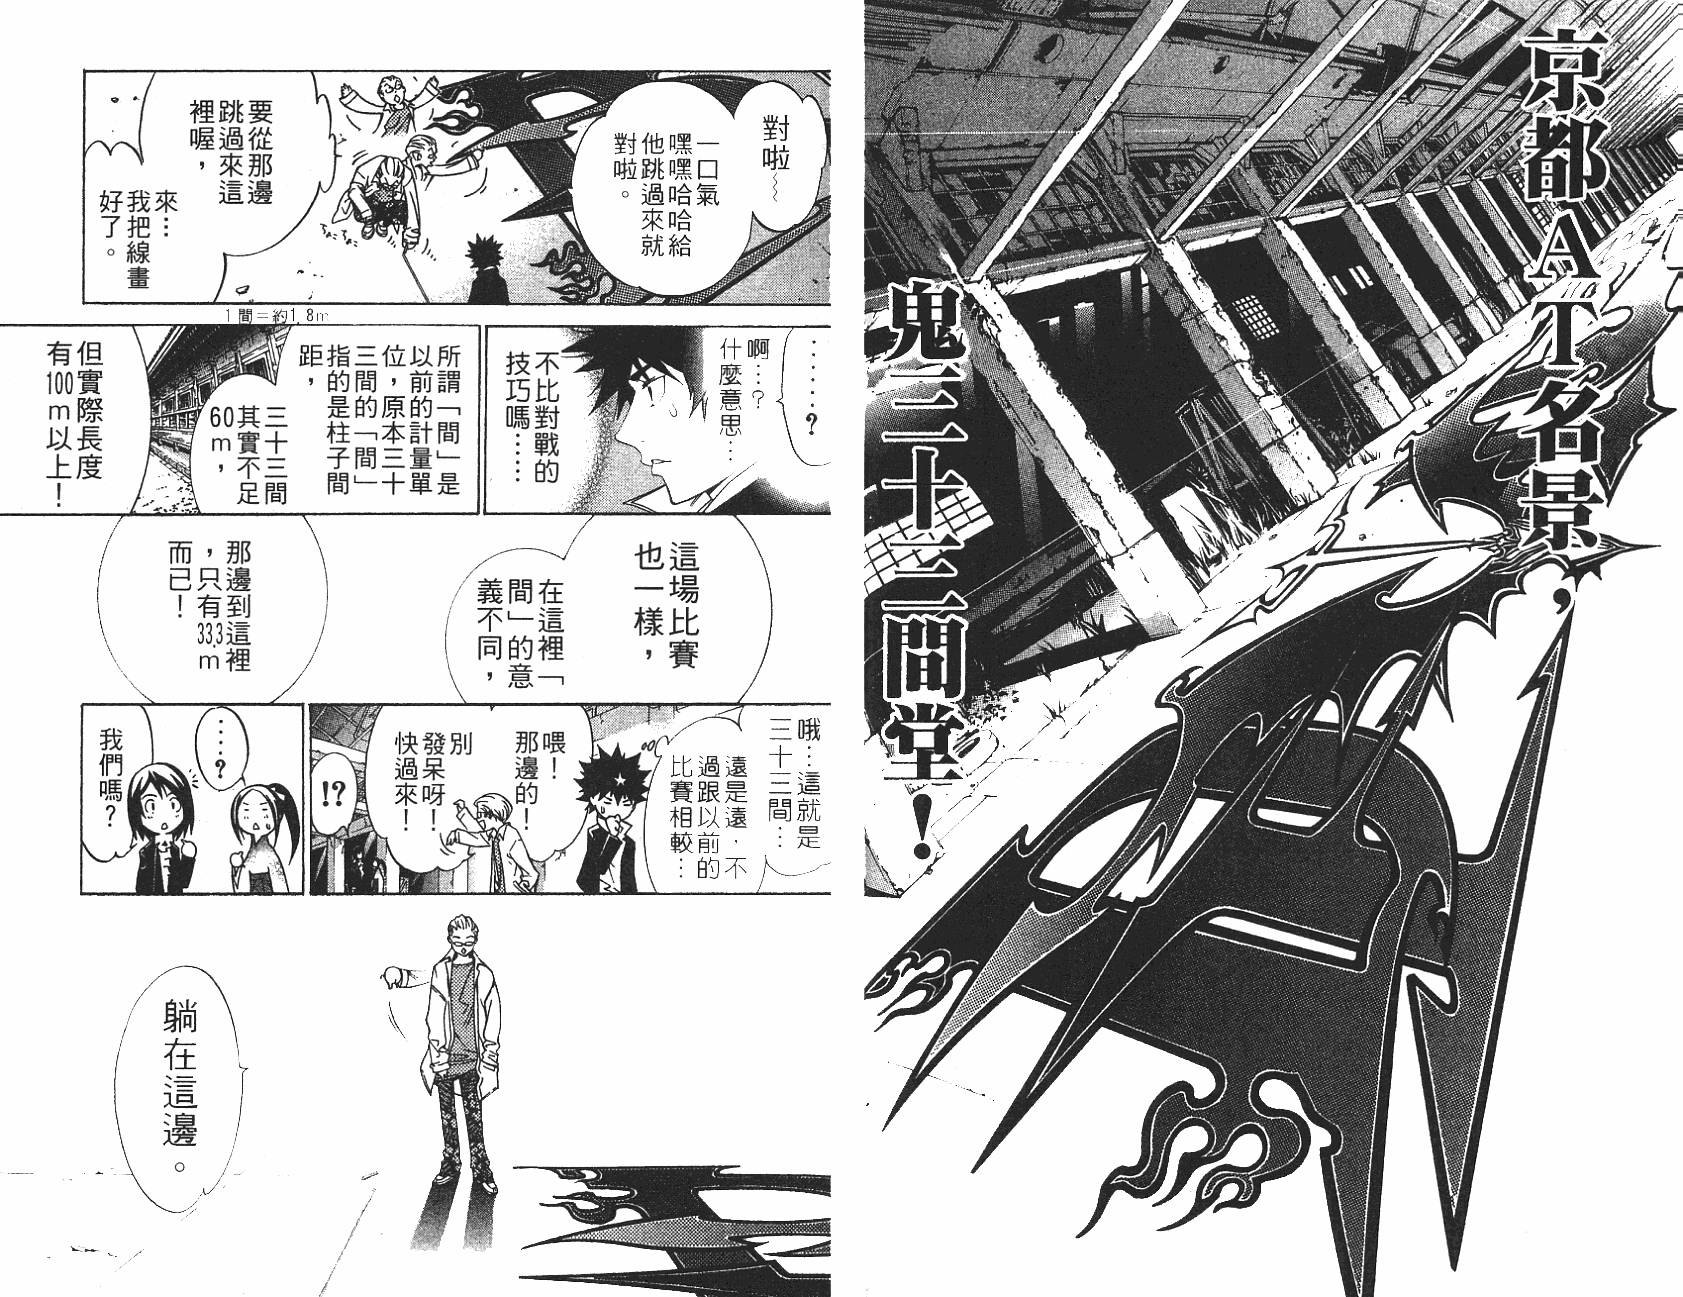 京都AT名景，
鬼三十三間堂！
對啦～
一口氣
嘿嘿哈哈給
他跳過來就
對啦。
要從那邊
跳過來這
裡喔，
來…
我把線畫
好了。
ちょこちょこ
1間＝約1.8m
……？
啊…？
什麼意思…
不比對戰的
技巧嗎……
所謂「間」是
以前的計量單
位，原本三十
三間的「間」
指的是柱子間
距，
三十三間
其實不足
60m，
但實際長度
有100m以上！
這場比賽
也一樣，
在這裡「
間」的意
義不同，
那邊到這裡
，只有33.3m
而已！
哦…這就是
三十三間…
遠是遠，不
過跟以前的
比賽相較…
喂！
那邊的！
別
發呆呀！
快過來！
!?
…？
我們嗎？
躺在這邊。